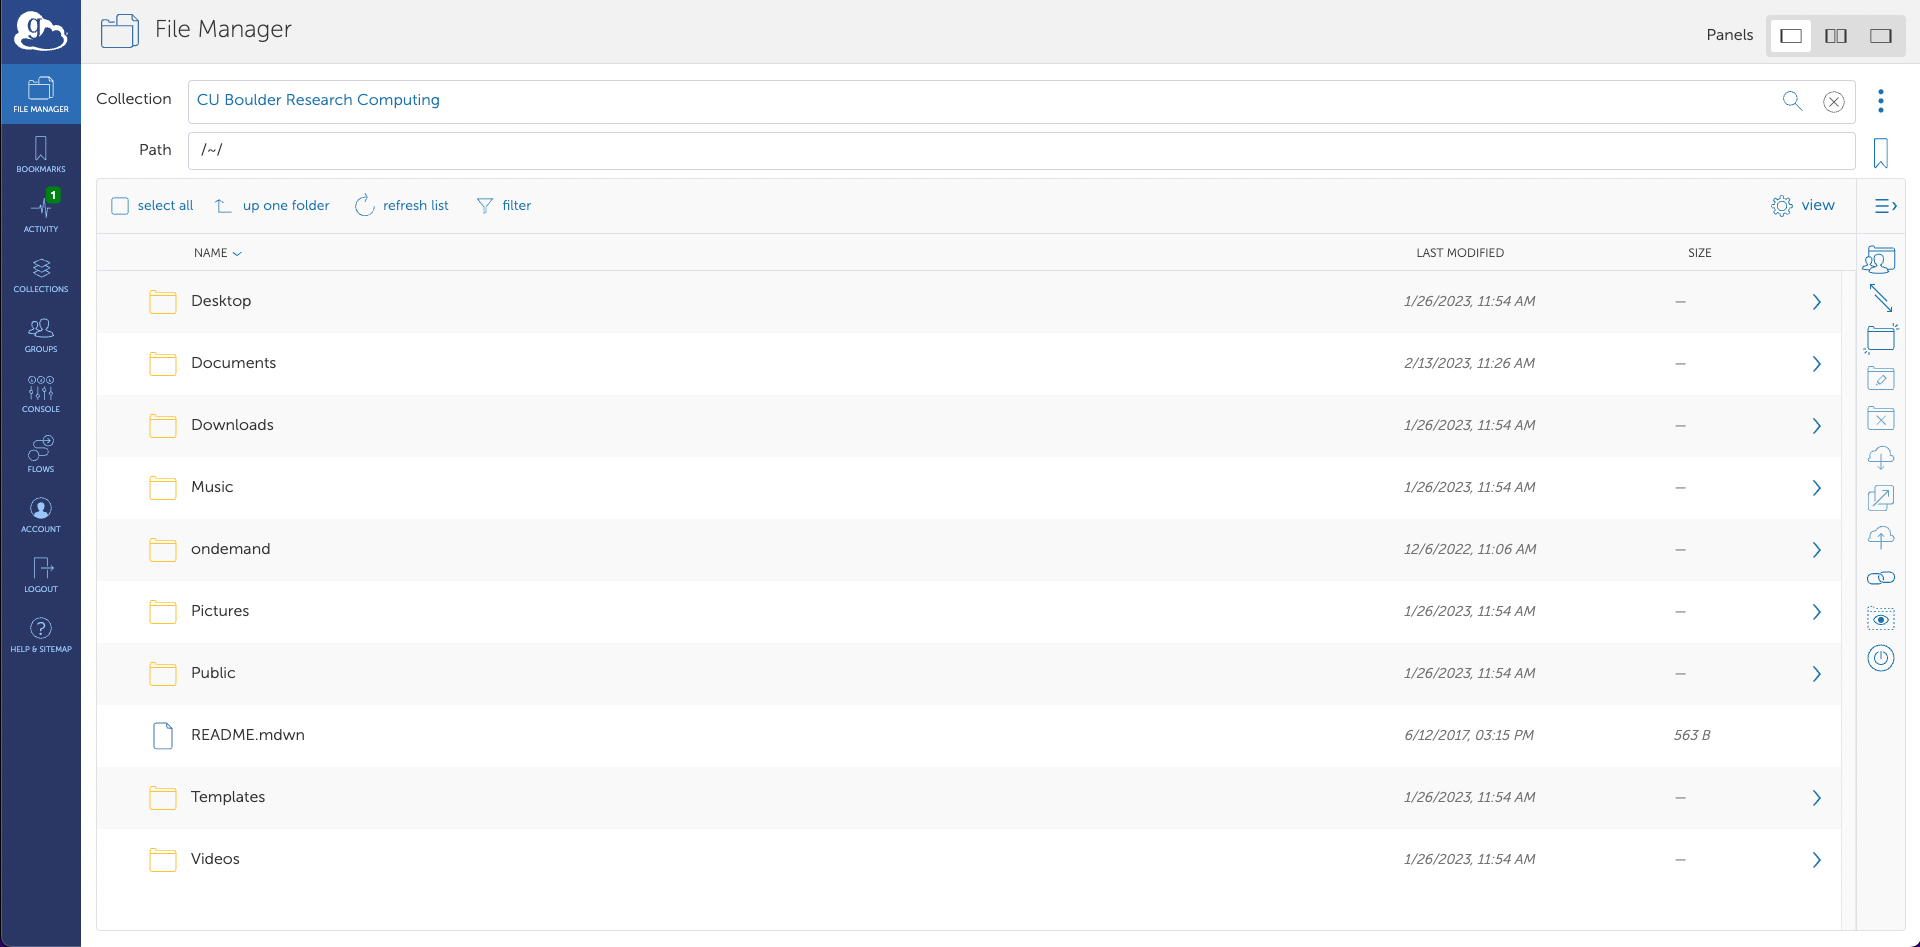 g
File Manager
Panels
FILE MANAGER
BOOKMARKS
1
ACTIVITY
COLLECTIONS
GROUPS
CONSOLE
FLOWS
ACCOUNT
LOGOUT
?
HELP & SITEMAP
Collection CU Boulder Research Computing
Path /~/
select all up one folder refresh list filter view
NAME LAST MODIFIED SIZE
Desktop 1/26/2023, 11:54 AM —
Documents 2/13/2023, 11:26 AM —
Downloads 1/26/2023, 11:54 AM —
Music 1/26/2023, 11:54 AM —
ondemand 12/6/2022, 11:06 AM —
Pictures 1/26/2023, 11:54 AM —
Public 1/26/2023, 11:54 AM —
README.mdwn 6/12/2017, 03:15 PM 563 B
Templates 1/26/2023, 11:54 AM —
Videos 1/26/2023, 11:54 AM —